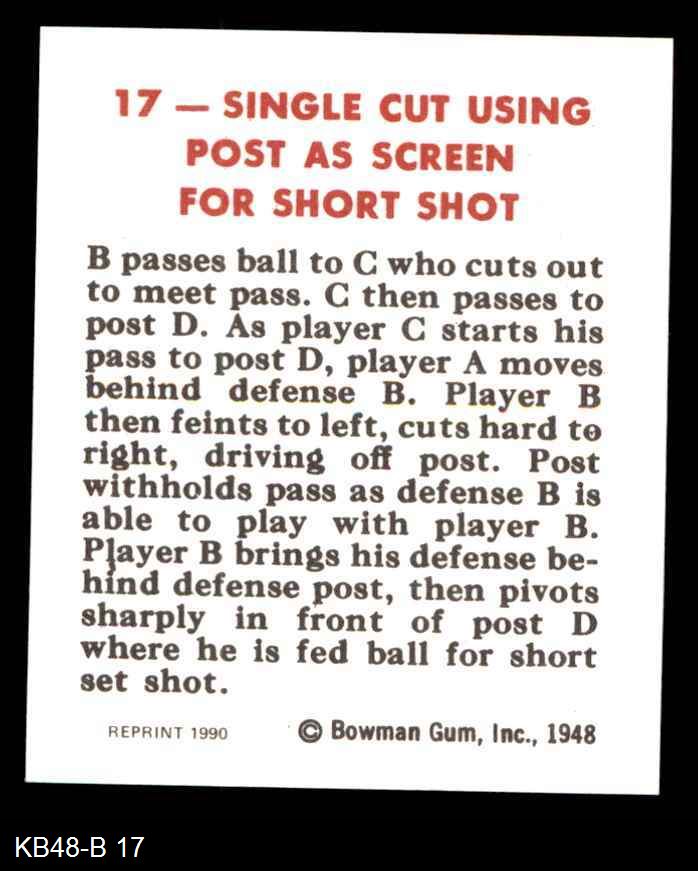 17 — SINGLE CUT USING
POST AS SCREEN
FOR SHORT SHOT
B passes ball to C who cuts out
to meet pass. C then passes to
post D. As player C starts his
pass to post D, player A moves
behind defense B. Player B
then feints to left, cuts hard to
right, driving off post. Post
withholds pass as defense B is
able to play with player B.
Player B brings his defense be-
hind defense post, then pivots
sharply in front of post D
where he is fed ball for short
set shot.
REPRINT 1990 © Bowman Gum, Inc., 1948
KB48-B 17